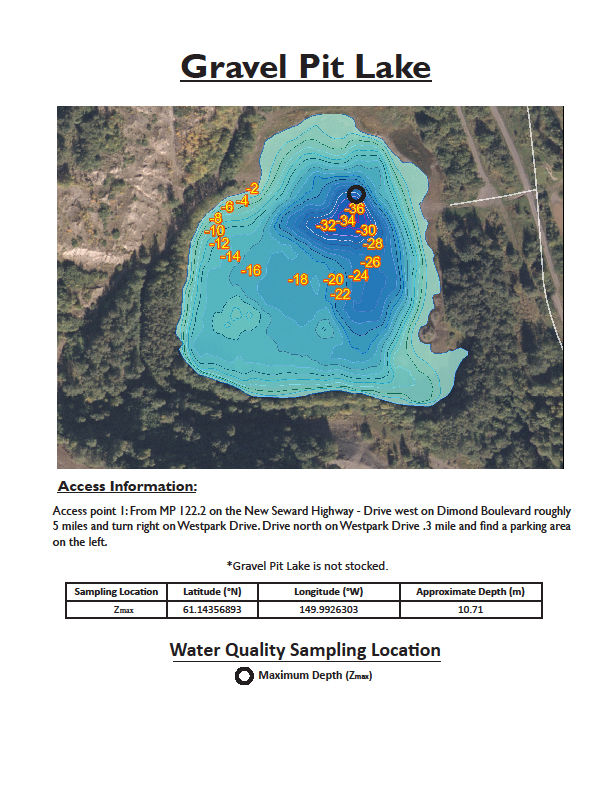 Gravel Pit Lake
-2
-4
-6
-8
-10
-12
-14
-16
-18
-20
-22
-24
-26
-28
-30
-32
-34
-36
Access Information:
Access point 1: From MP 122.2 on the New Seward Highway - Drive west on Dimond Boulevard roughly
5 miles and turn right on Westpark Drive. Drive north on Westpark Drive .3 mile and find a parking area
on the left.
*Gravel Pit Lake is not stocked.
Sampling Location Latitude (°N) Longitude (°W) Approximate Depth (m)
Zmax 61.14356893 149.9926303 10.71
Water Quality Sampling Location
Maximum Depth (Zmax)